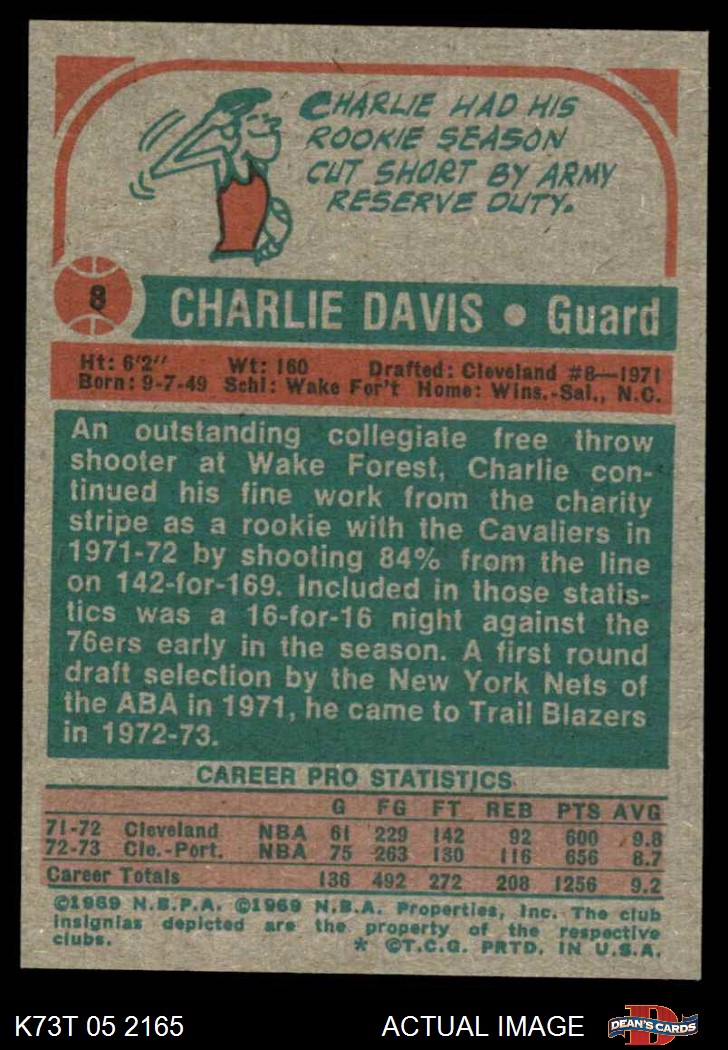 CHARLIE HAD HIS
ROOKIE SEASON
CUT SHORT BY ARMY
RESERVE DUTY.
8
CHARLIE DAVIS • Guard
Ht: 6'2" Wt: 160 Drafted: Cleveland #8—1971
Born: 9-7-49 Schl: Wake For't Home: Wins.-Sal., N.C.
An outstanding collegiate free throw
shooter at Wake Forest, Charlie con-
tinued his fine work from the charity
stripe as a rookie with the Cavaliers in
1971-72 by shooting 84% from the line
on 142-for-169. Included in those statis-
tics was a 16-for-16 night against the
76ers early in the season. A first round
draft selection by the New York Nets of
the ABA in 1971, he came to Trail Blazers
in 1972-73.
CAREER PRO STATISTICS
G FG FT REB PTS AVG
71-72 Cleveland NBA 61 229 142 92 600 9.8
72-73 Cle.-Port. NBA 75 263 130 116 656 8.7
Career Totals 136 492 272 208 1256 9.2
©1969 N.B.P.A. ©1969 N.B.A. Properties, Inc. The club
insignias depicted are the property of the respective
clubs. * ©T.C.G. PRTD. IN U.S.A.
K73T 05 2165 ACTUAL IMAGE D DEAN'S CARDS